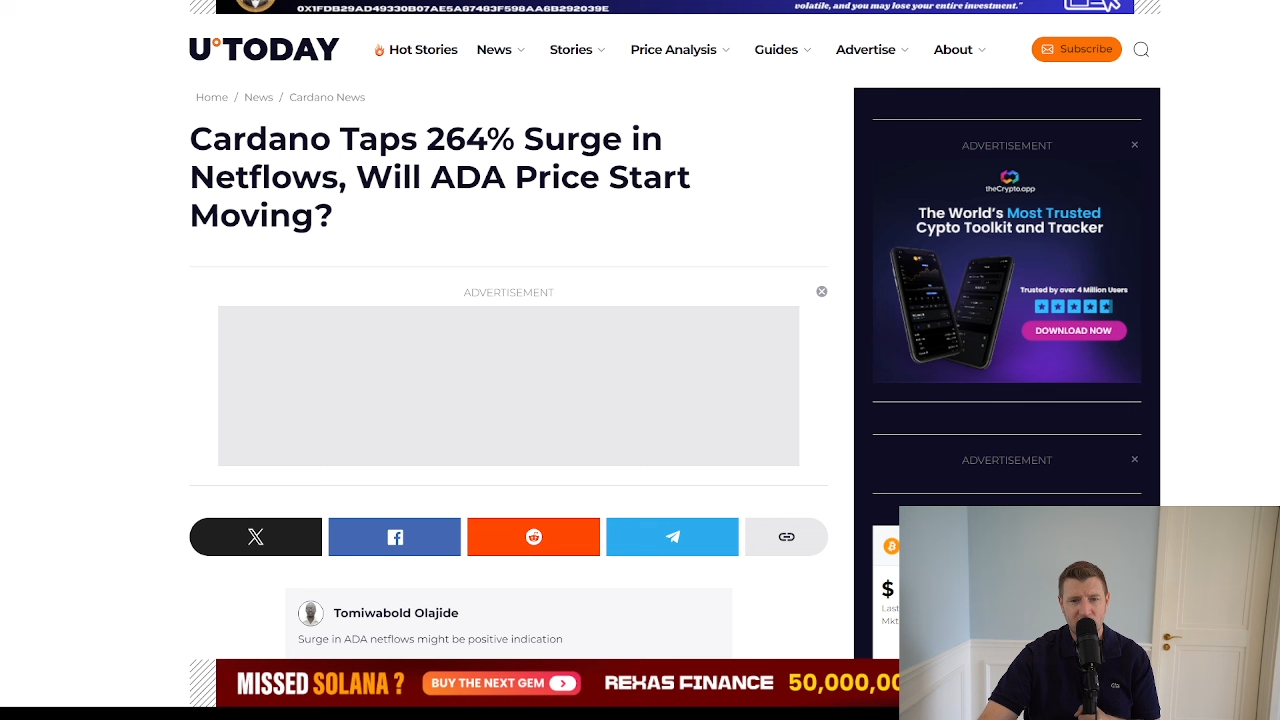 0X1FDB29AD49330B07AE5A87483F598AA6B292039E
volatile, and you may lose your entire investment."
U°TODAY
Hot Stories News Stories Price Analysis Guides Advertise About Subscribe
Home / News / Cardano News
Cardano Taps 264% Surge in
Netflows, Will ADA Price Start
Moving?
ADVERTISEMENT
ADVERTISEMENT
theCrypto.app
The World's Most Trusted
Cypto Toolkit and Tracker
Trusted by over 4 Million Users
DOWNLOAD NOW
ADVERTISEMENT
$
Last
Mkt
Tomiwabold Olajide
Surge in ADA netflows might be positive indication
MISSED SOLANA ? BUY THE NEXT GEM REXAS FINANCE 50,000,00